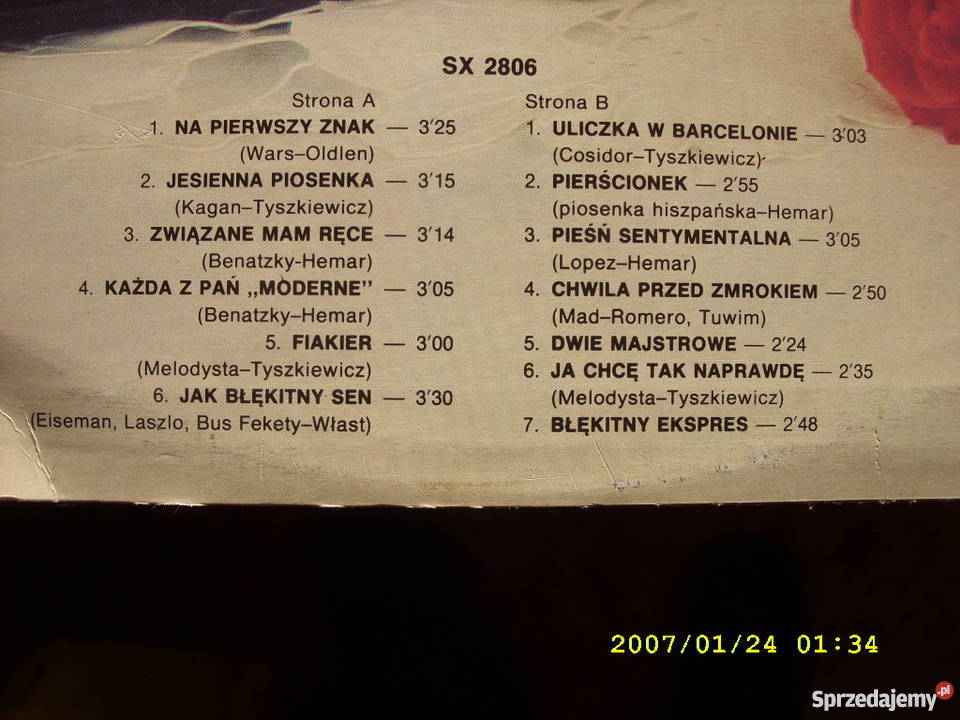 SX 2806
Strona A
1. NA PIERWSZY ZNAK — 3'25
(Wars–Oldlen)
2. JESIENNA PIOSENKA — 3'15
(Kagan–Tyszkiewicz)
3. ZWIĄZANE MAM RĘCE — 3'14
(Benatzky-Hemar)
4. KAŻDA Z PAŃ „MODERNE” — 3'05
(Benatzky–Hemar)
5. FIAKIER — 3'00
(Melodysta–Tyszkiewicz)
6. JAK BŁĘKITNY SEN — 3'30
(Eiseman, Laszlo, Bus Fekety–Włast)
Strona B
1. ULICZKA W BARCELONIE — 3'03
(Cosidor–Tyszkiewicz)
2. PIERŚCIONEK — 2'55
(piosenka hiszpańska–Hemar)
3. PIEŚŃ SENTYMENTALNA — 3'05
(Lopez–Hemar)
4. CHWILA PRZED ZMROKIEM — 2'50
(Mad–Romero, Tuwim)
5. DWIE MAJSTROWE — 2'24
6. JA CHCĘ TAK NAPRAWDĘ — 2'35
(Melodysta–Tyszkiewicz)
7. BŁĘKITNY EKSPRES — 2'48
2007/01/24 01:34
Sprzedajemy.pl